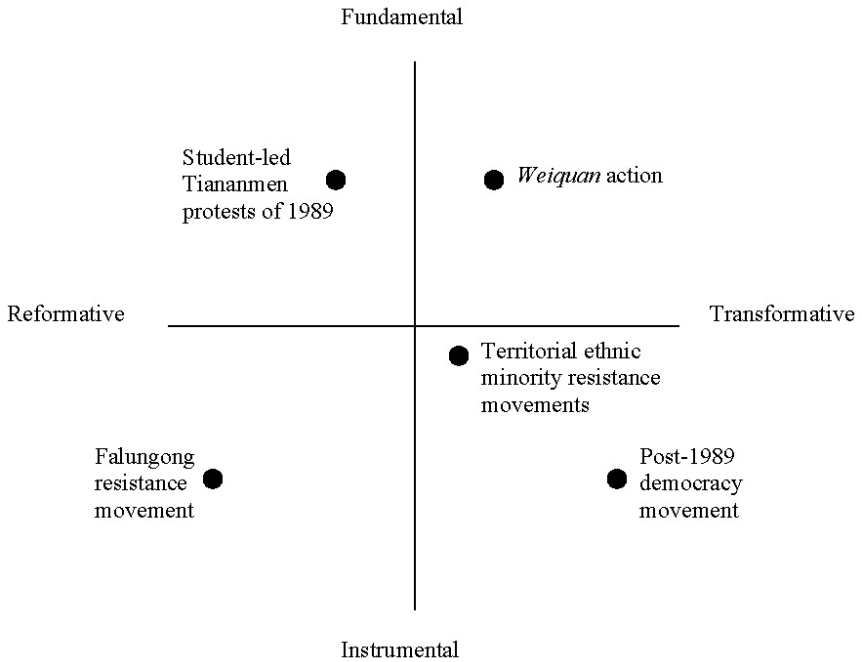 Fundamental
Student-led
Tiananmen
protests of 1989
Weiquan action
Reformative
Transformative
Territorial ethnic
minority resistance
movements
Falungong
resistance
movement
Post-1989
democracy
movement
Instrumental